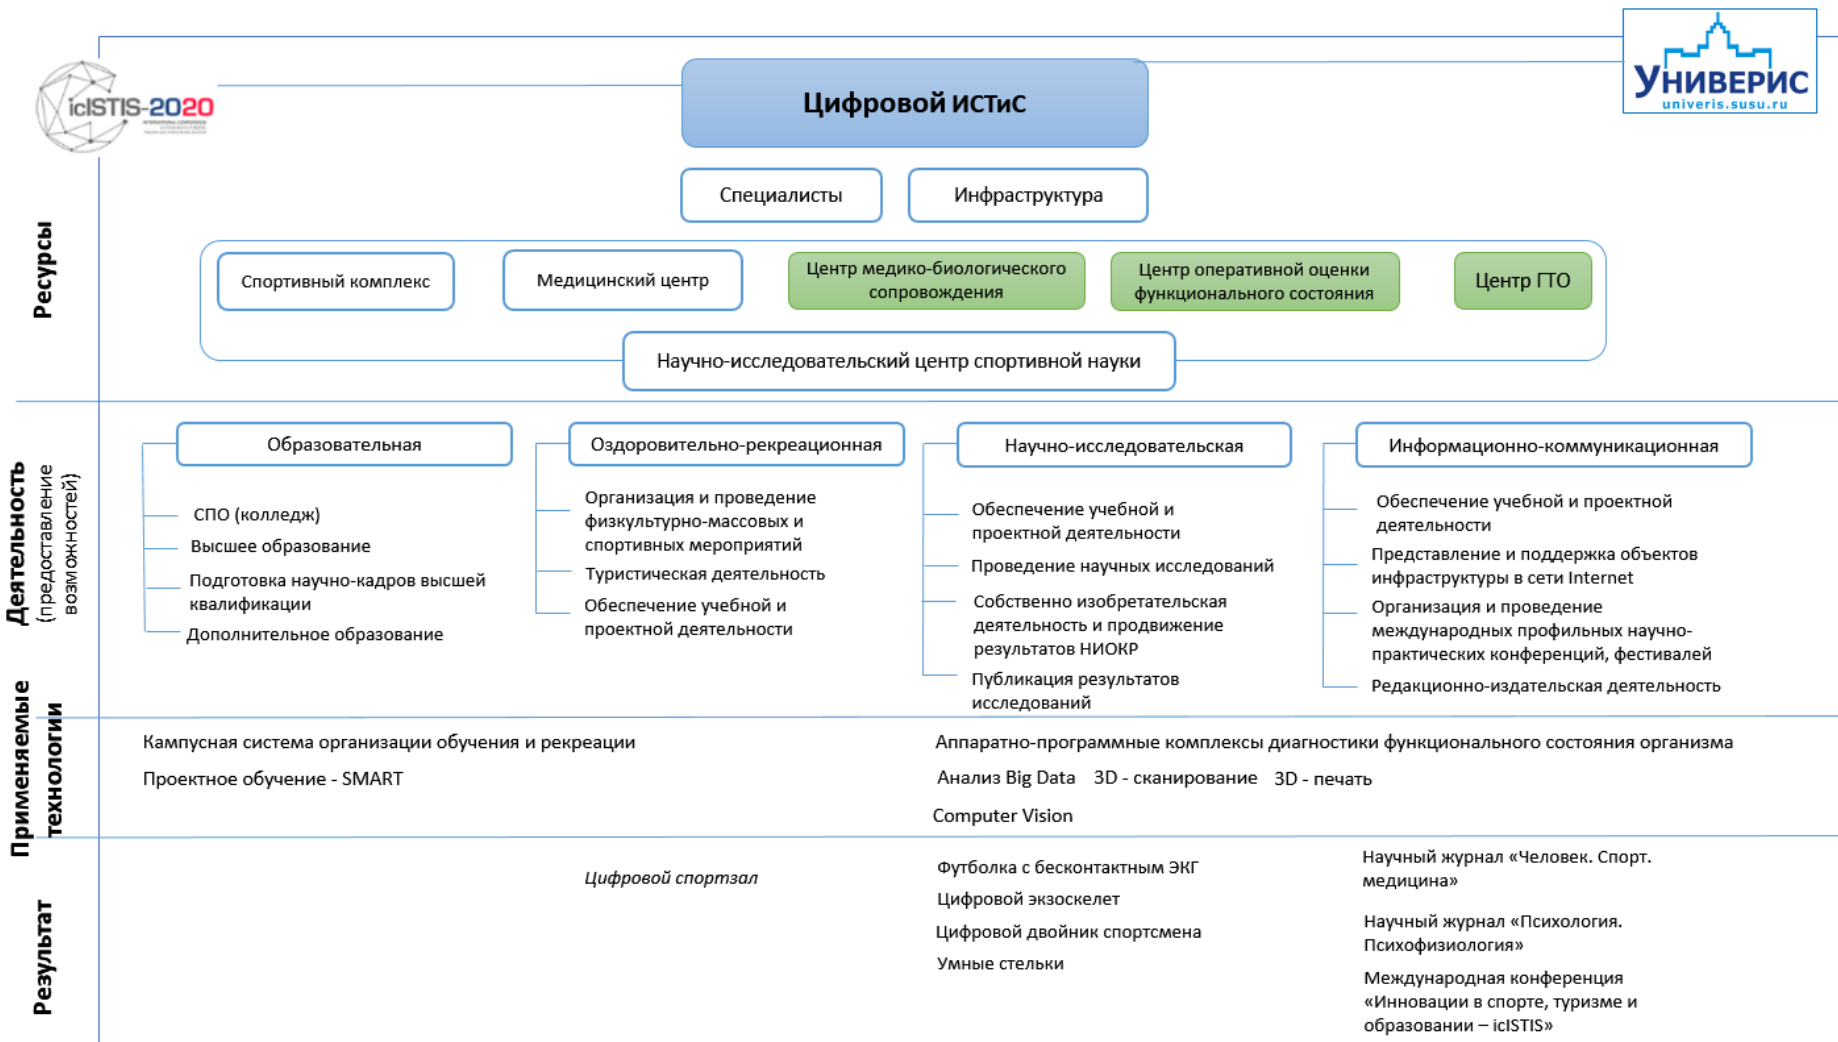 icISTIS-2020
УНИВЕРИС
univeris.susu.ru
Цифровой ИСТиС
Ресурсы
Специалисты
Инфраструктура
Спортивный комплекс
Медицинский центр
Центр медико-биологического
сопровождения
Центр оперативной оценки
функционального состояния
Центр ГТО
Научно-исследовательский центр спортивной науки
Деятельность
(предоставление
возможностей)
Образовательная
СПО (колледж)
Высшее образование
Подготовка научно-кадров высшей
квалификации
Дополнительное образование
Оздоровительно-рекреационная
Организация и проведение
физкультурно-массовых и
спортивных мероприятий
Туристическая деятельность
Обеспечение учебной и
проектной деятельности
Научно-исследовательская
Обеспечение учебной и
проектной деятельности
Проведение научных исследований
Собственно изобретательская
деятельность и продвижение
результатов НИОКР
Публикация результатов
исследований
Информационно-коммуникационная
Обеспечение учебной и проектной
деятельности
Представление и поддержка объектов
инфраструктуры в сети Internet
Организация и проведение
международных профильных научно-
практических конференций, фестивалей
Редакционно-издательская деятельность
Применяемые
технологии
Кампусная система организации обучения и рекреации
Проектное обучение - SMART
Аппаратно-программные комплексы диагностики функционального состояния организма
Анализ Big Data 3D - сканирование 3D - печать
Computer Vision
Результат
Цифровой спортзал
Футболка с бесконтактным ЭКГ
Цифровой экзоскелет
Цифровой двойник спортсмена
Умные стельки
Научный журнал «Человек. Спорт.
медицина»
Научный журнал «Психология.
Психофизиология»
Международная конференция
«Инновации в спорте, туризме и
образовании – icISTIS»